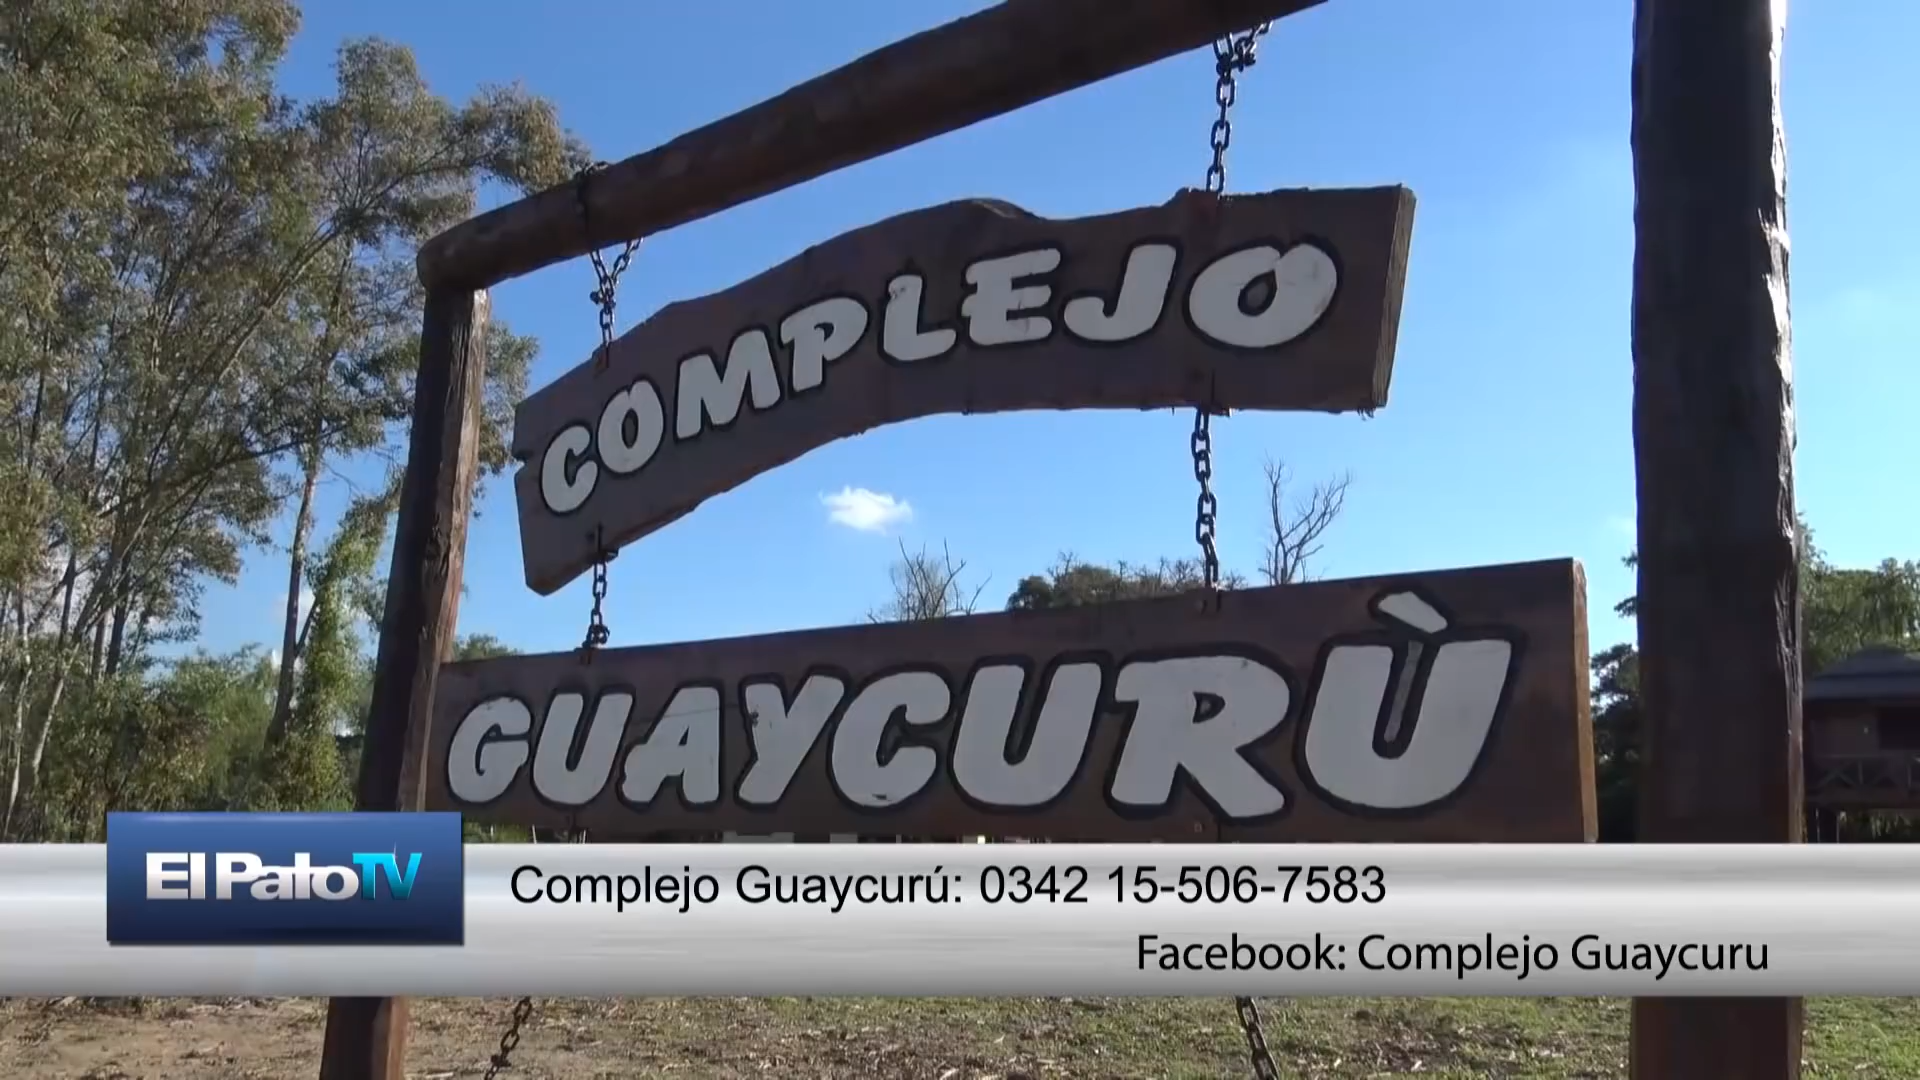 COMPLEJO
GUAYCURÙ
El Pato TV
Complejo Guaycurú: 0342 15-506-7583
Facebook: Complejo Guaycuru